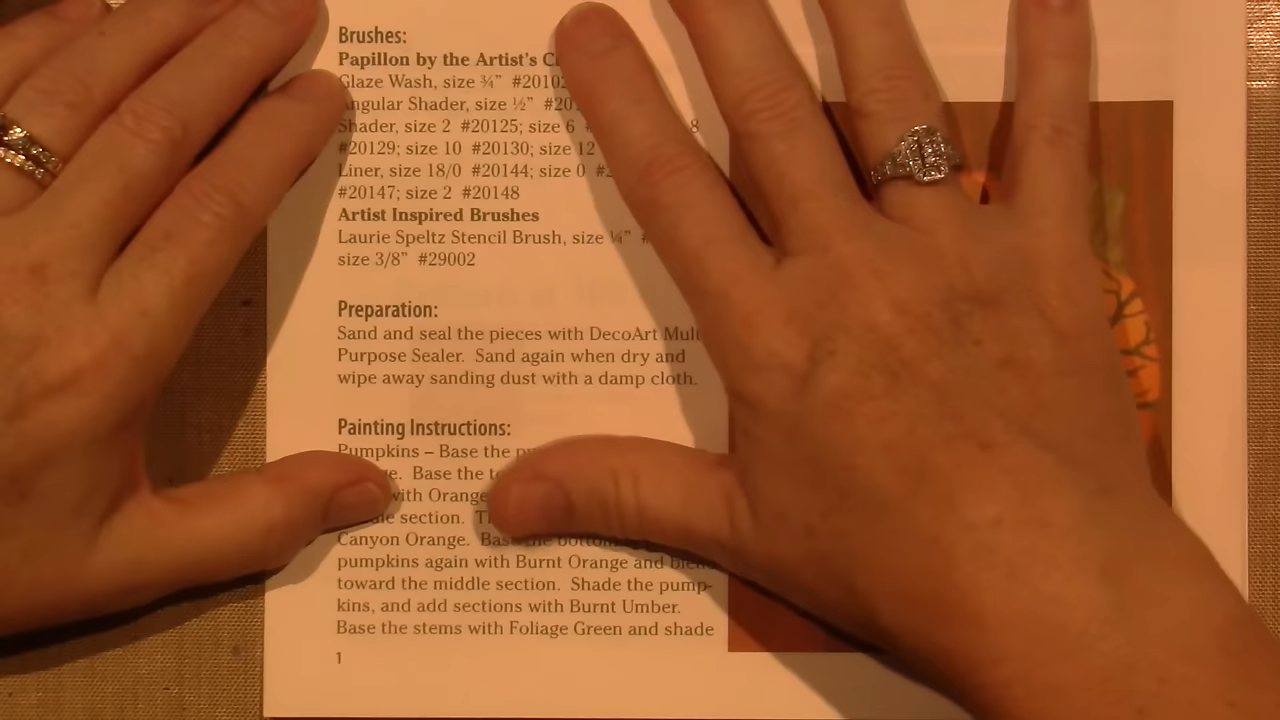 Brushes:
Papillon by the Artist's
Glaze Wash, size ¾" #20102
Angular Shader, size ½"
Shader, size 2 #20125; size 6 8
#20129; size 10 #20130; size 12
Liner, size 18/0 #20144; size 0
#20147; size 2 #20148
Artist Inspired Brushes
Laurie Speltz Stencil Brush, size ¼"
size 3/8" #29002
Preparation:
Sand and seal the pieces with DecoArt
Purpose Sealer. Sand again when dry and
wipe away sanding dust with a damp cloth.
Painting Instructions:
Pumpkins – Base the
Base the
with Orange
section.
Canyon Orange. Base the bottom
pumpkins again with Burnt Orange and blend
toward the middle section. Shade the pump-
kins, and add sections with Burnt Umber.
Base the stems with Foliage Green and shade
1